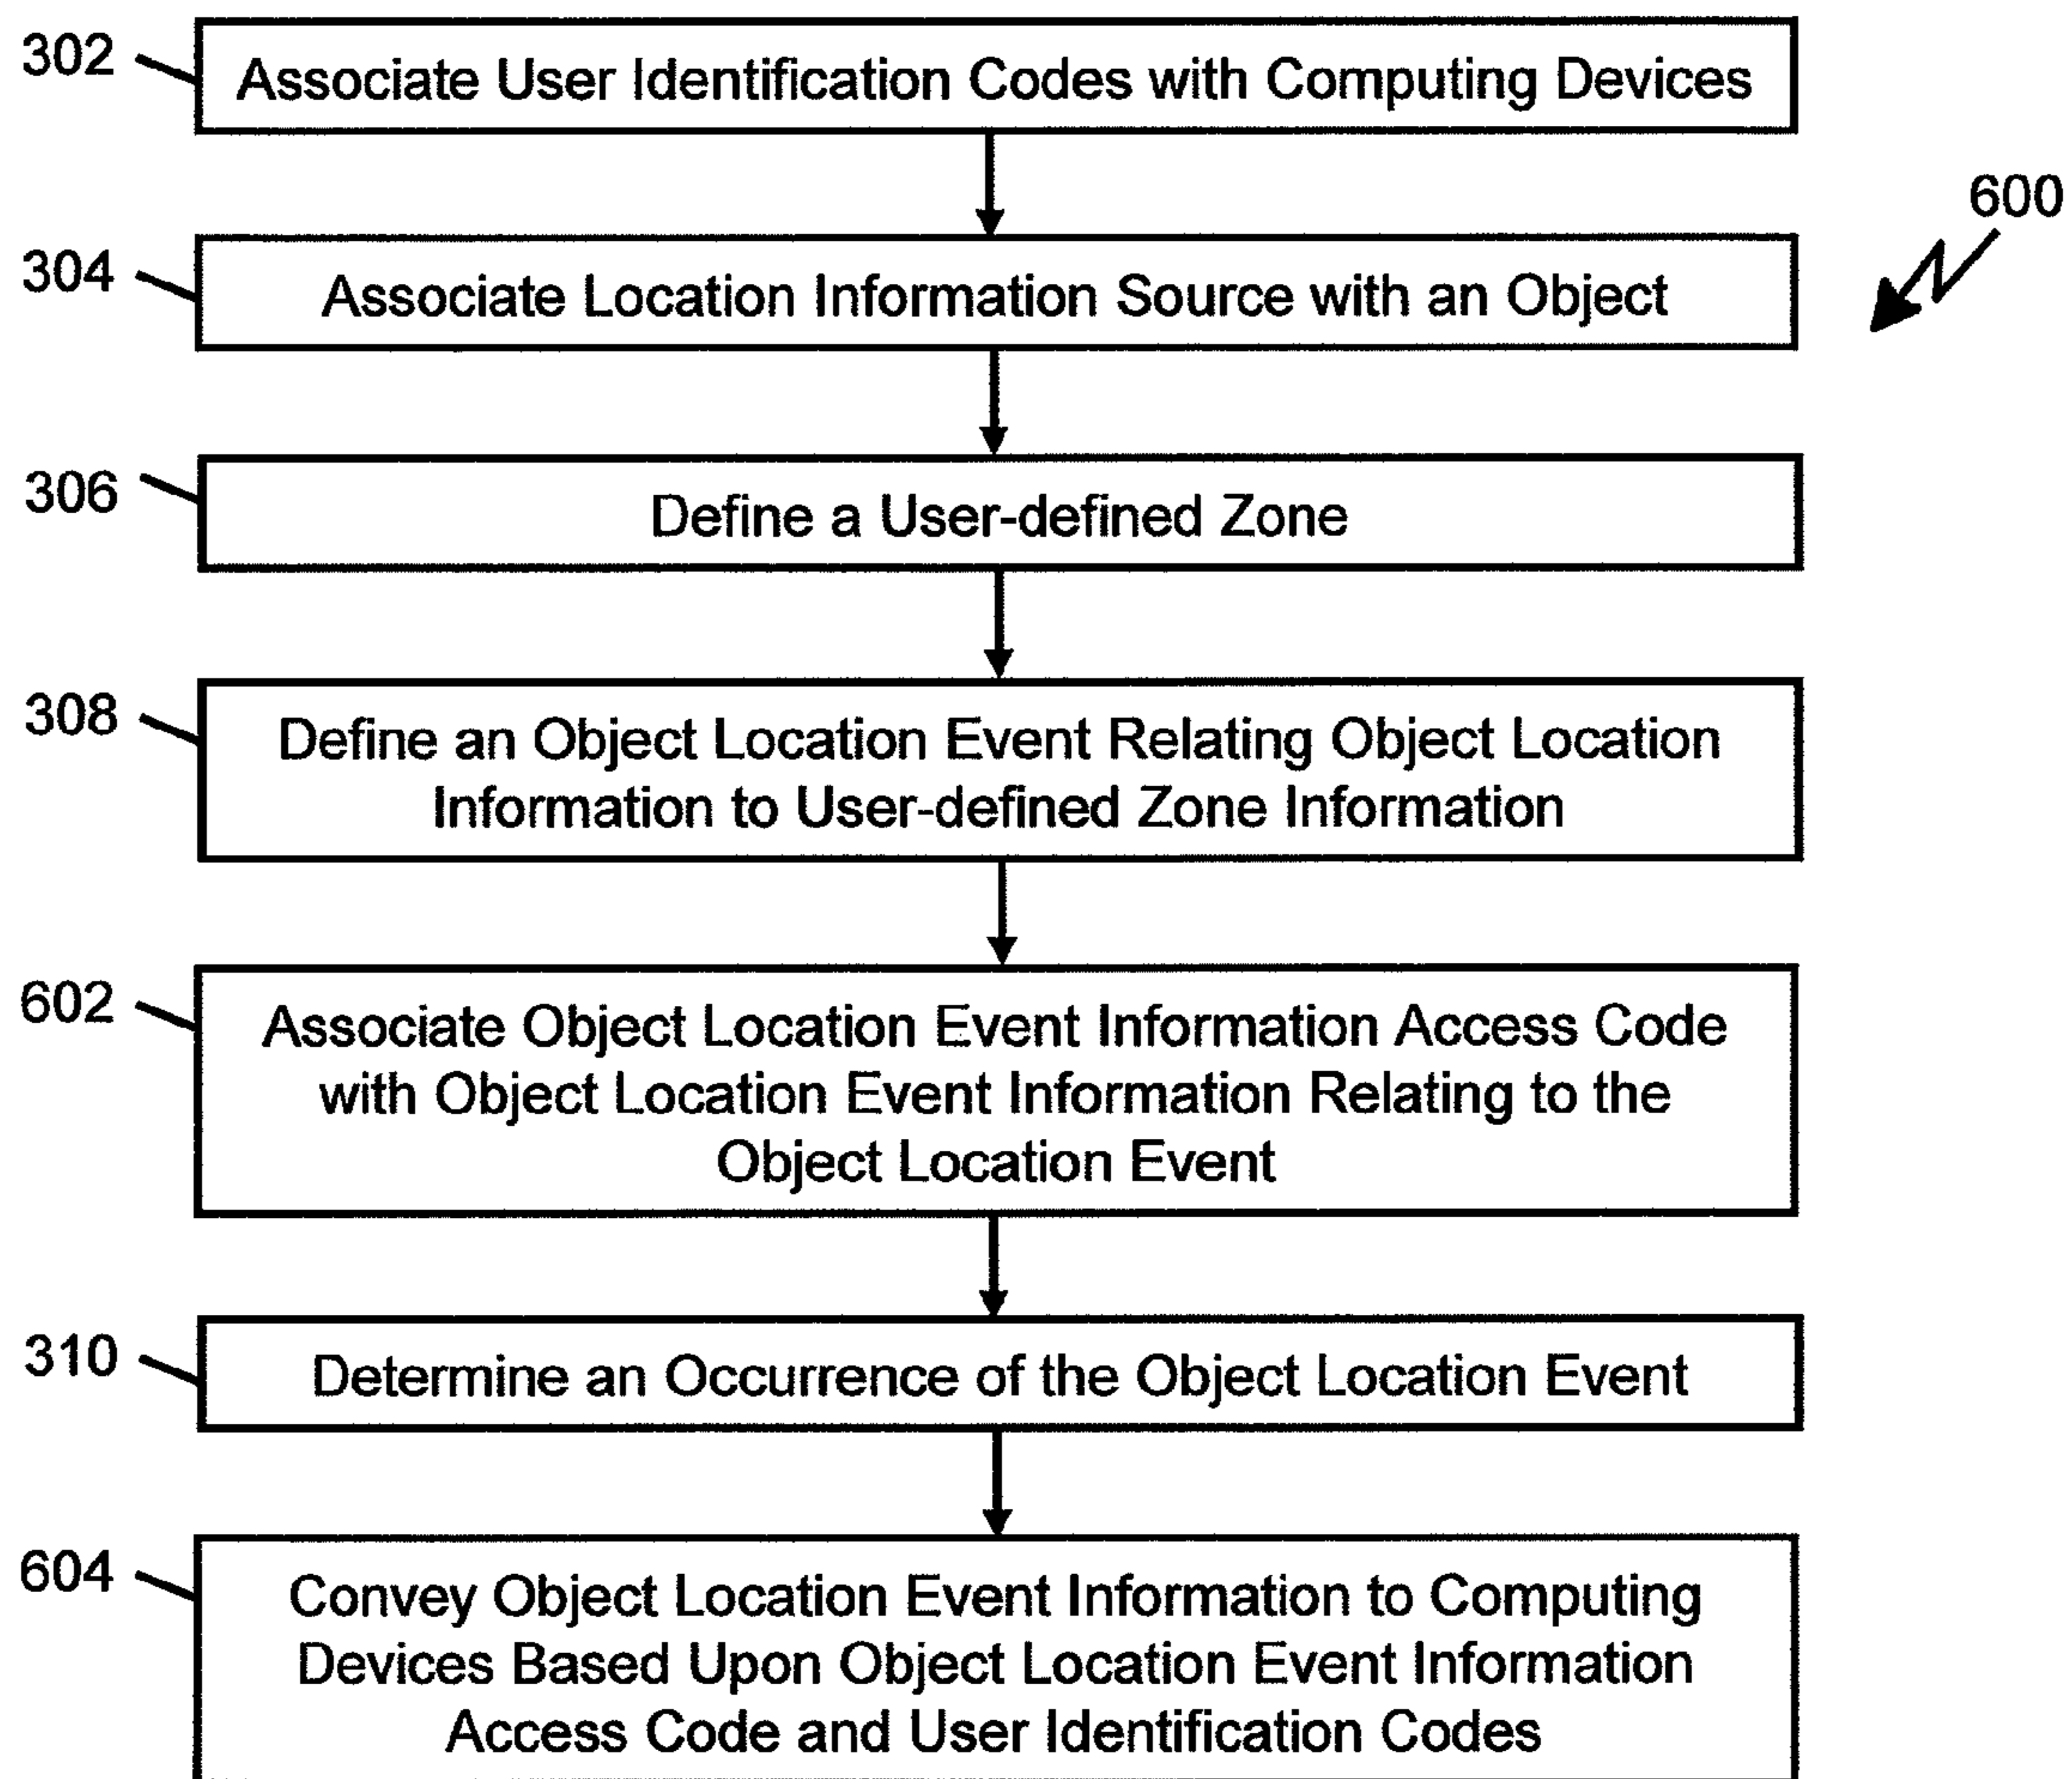 302
Associate User Identification Codes with Computing Devices
600
304
Associate Location Information Source with an Object
306
Define a User-defined Zone
308
Define an Object Location Event Relating Object Location
Information to User-defined Zone Information
602
Associate Object Location Event Information Access Code
with Object Location Event Information Relating to the
Object Location Event
310
Determine an Occurrence of the Object Location Event
604
Convey Object Location Event Information to Computing
Devices Based Upon Object Location Event Information
Access Code and User Identification Codes